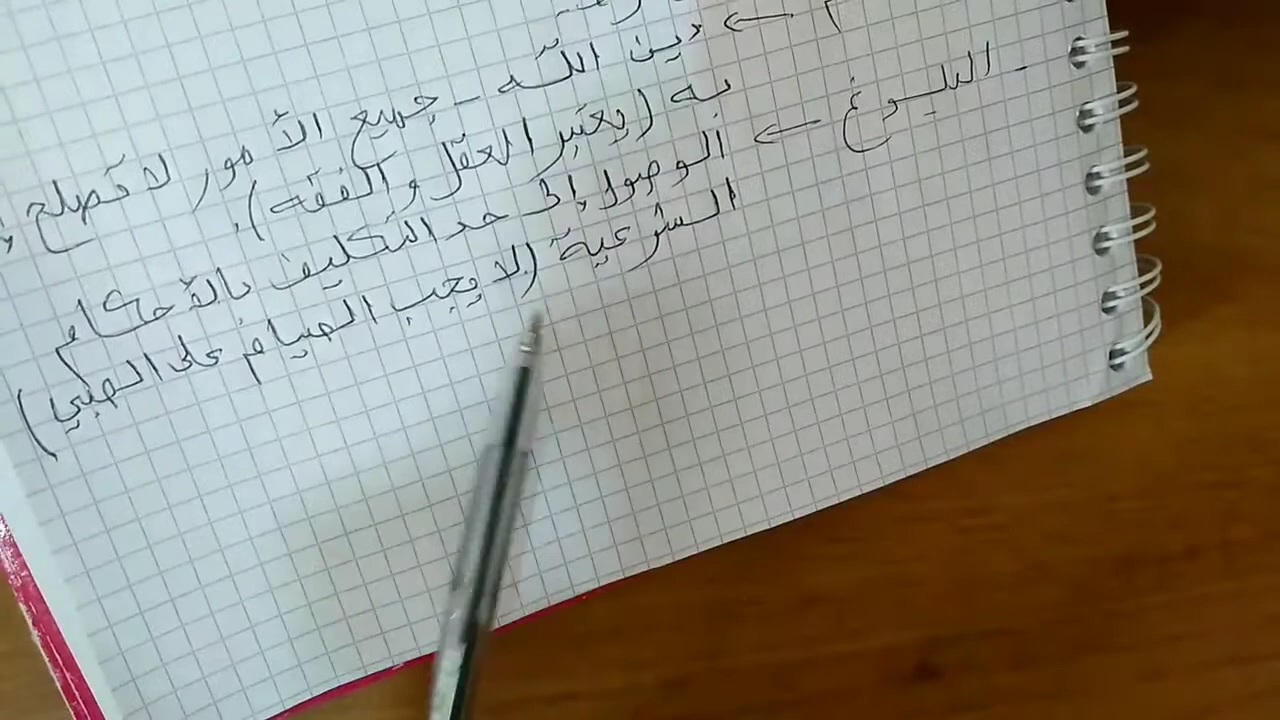 ← دين الله - جميع الأمور لا تصلح
به (يعتبر العقل والفقه).
- البلوغ ← الوصول إلى حد التكليف بالأحكام
الشرعية (لا يجب الصيام على الصبي)